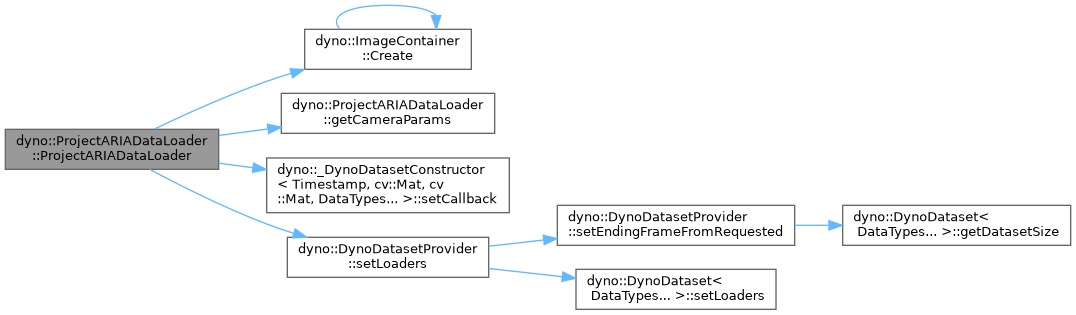 dyno::ImageContainer
::Create
dyno::ProjectARIADataLoader
::getCameraParams
dyno::ProjectARIADataLoader
::ProjectARIADataLoader
dyno::_DynoDatasetConstructor
< Timestamp, cv::Mat, cv
::Mat, DataTypes... >::setCallback
dyno::DynoDatasetProvider
::setLoaders
dyno::DynoDatasetProvider
::setEndingFrameFromRequested
dyno::DynoDataset<
DataTypes... >::getDatasetSize
dyno::DynoDataset<
DataTypes... >::setLoaders